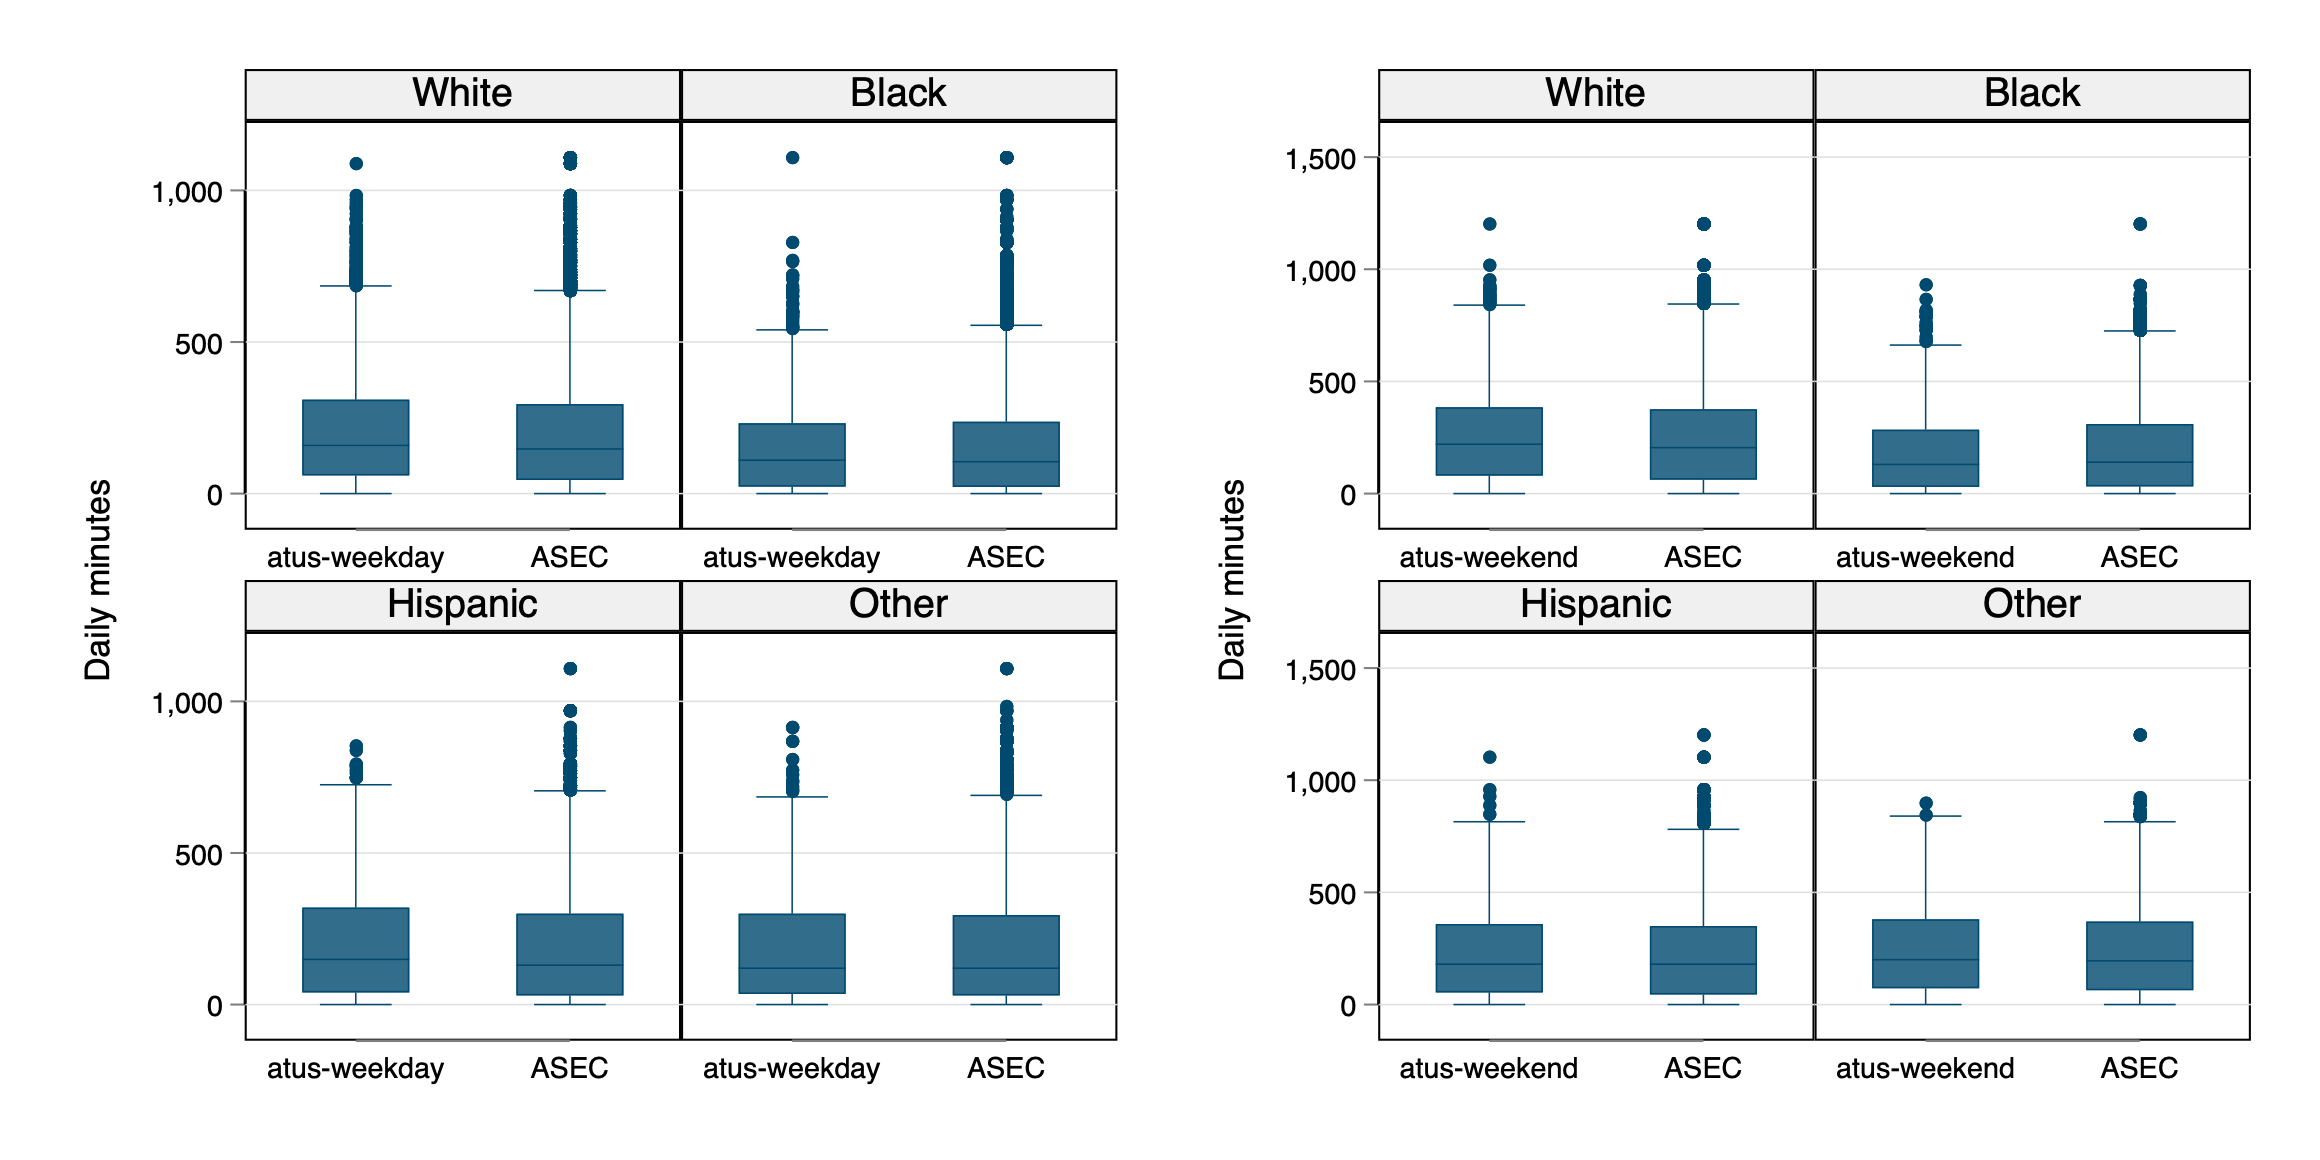 Daily minutes
White
Black
1,000
500
0
atus-weekday
ASEC
atus-weekday
ASEC
Hispanic
Other
1,000
500
0
atus-weekday
ASEC
atus-weekday
ASEC
Daily minutes
White
Black
1,500
1,000
500
0
atus-weekend
ASEC
atus-weekend
ASEC
Hispanic
Other
1,500
1,000
500
0
atus-weekend
ASEC
atus-weekend
ASEC